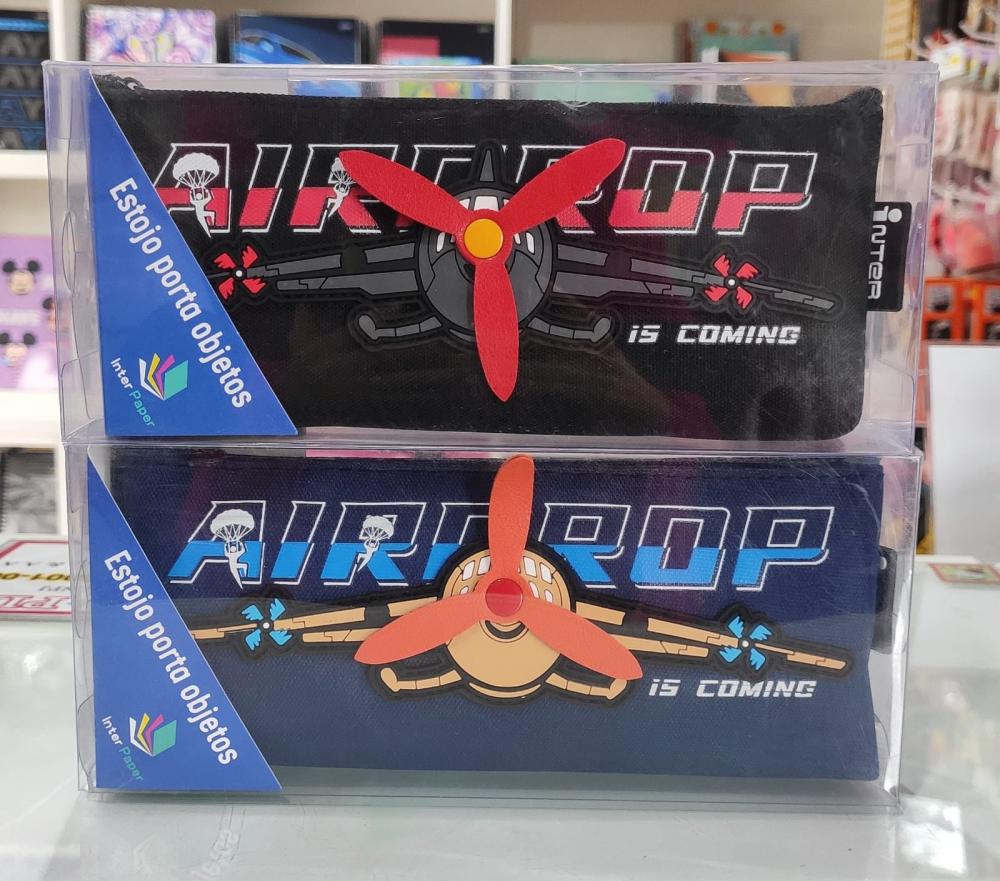 AIRDROP
iS COMING
iNTER
Estojo porta objetos
Inter Paper
AIRDROP
iS COMING
Estojo porta objetos
Inter Paper